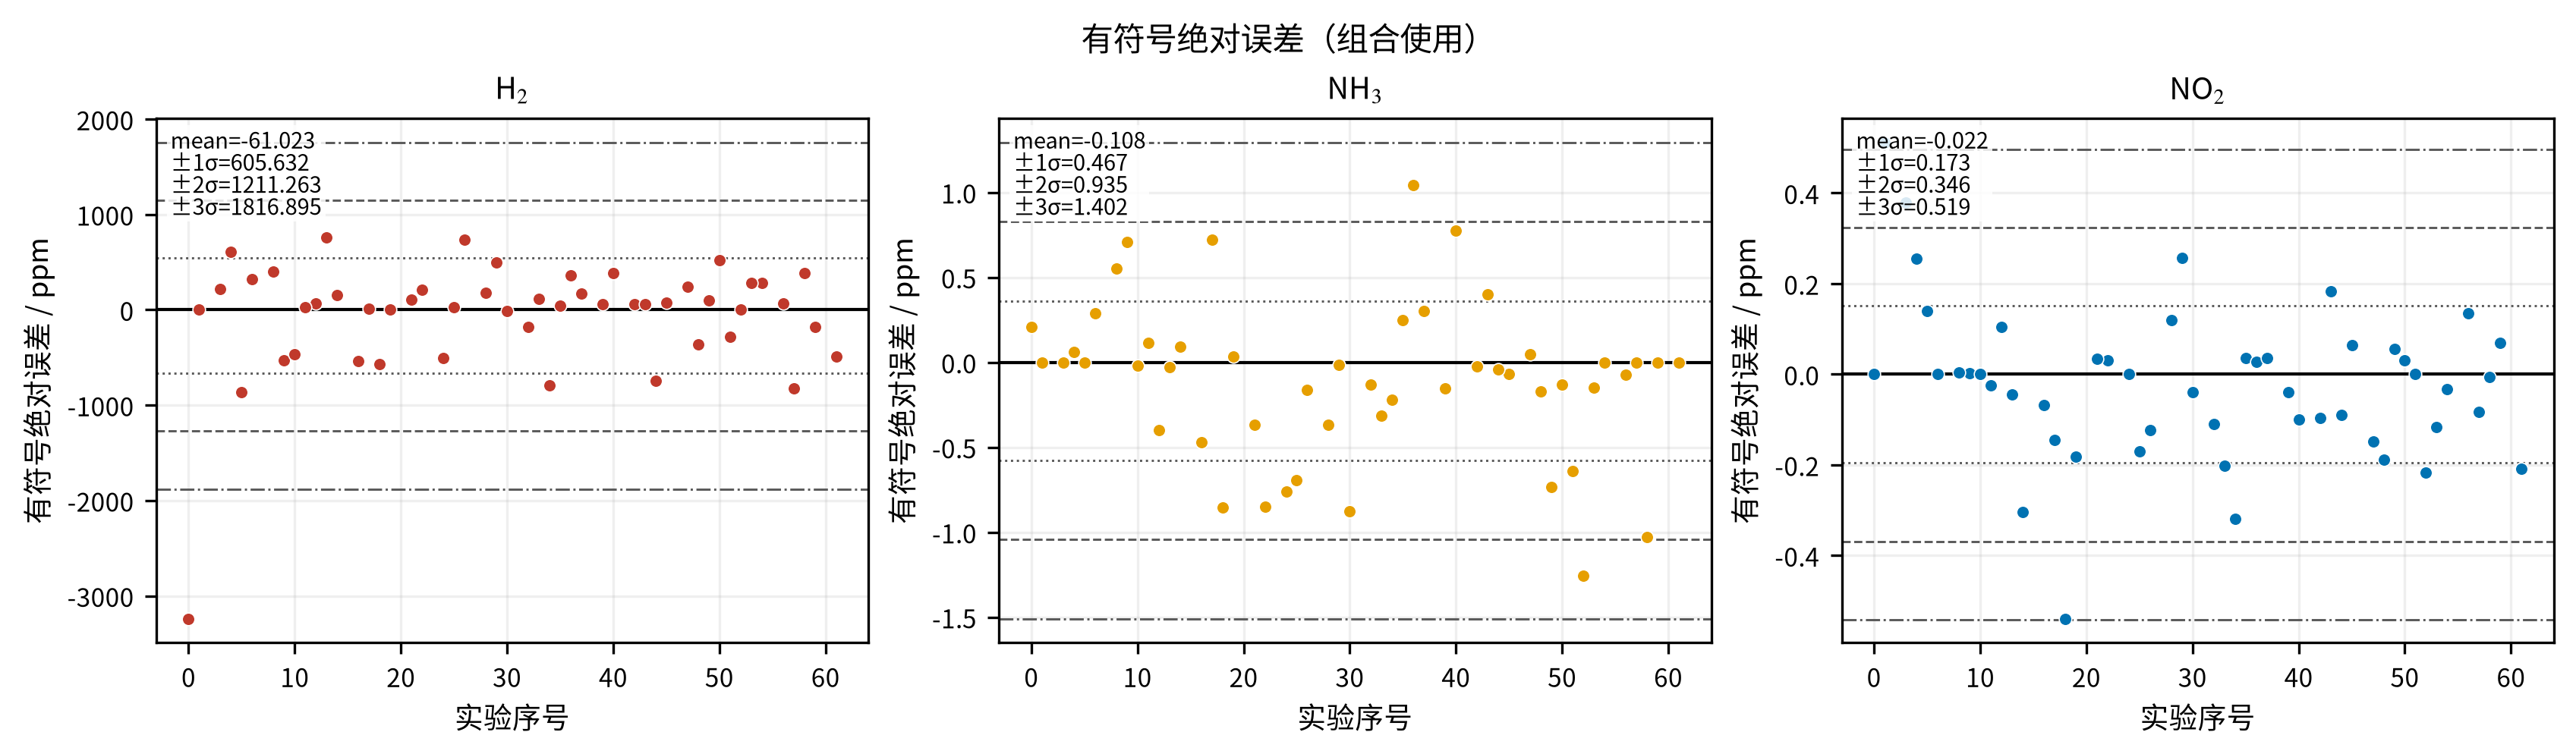 有符号绝对误差（组合使用）
H₂
mean=-61.023
±1σ=605.632
±2σ=1211.263
±3σ=1816.895
2000
1000
0
-1000
-2000
-3000
有符号绝对误差 / ppm
0 10 20 30 40 50 60
实验序号
NH₃
mean=-0.108
±1σ=0.467
±2σ=0.935
±3σ=1.402
1.0
0.5
0.0
-0.5
-1.0
-1.5
有符号绝对误差 / ppm
0 10 20 30 40 50 60
实验序号
NO₂
mean=-0.022
±1σ=0.173
±2σ=0.346
±3σ=0.519
0.4
0.2
0.0
-0.2
-0.4
有符号绝对误差 / ppm
0 10 20 30 40 50 60
实验序号